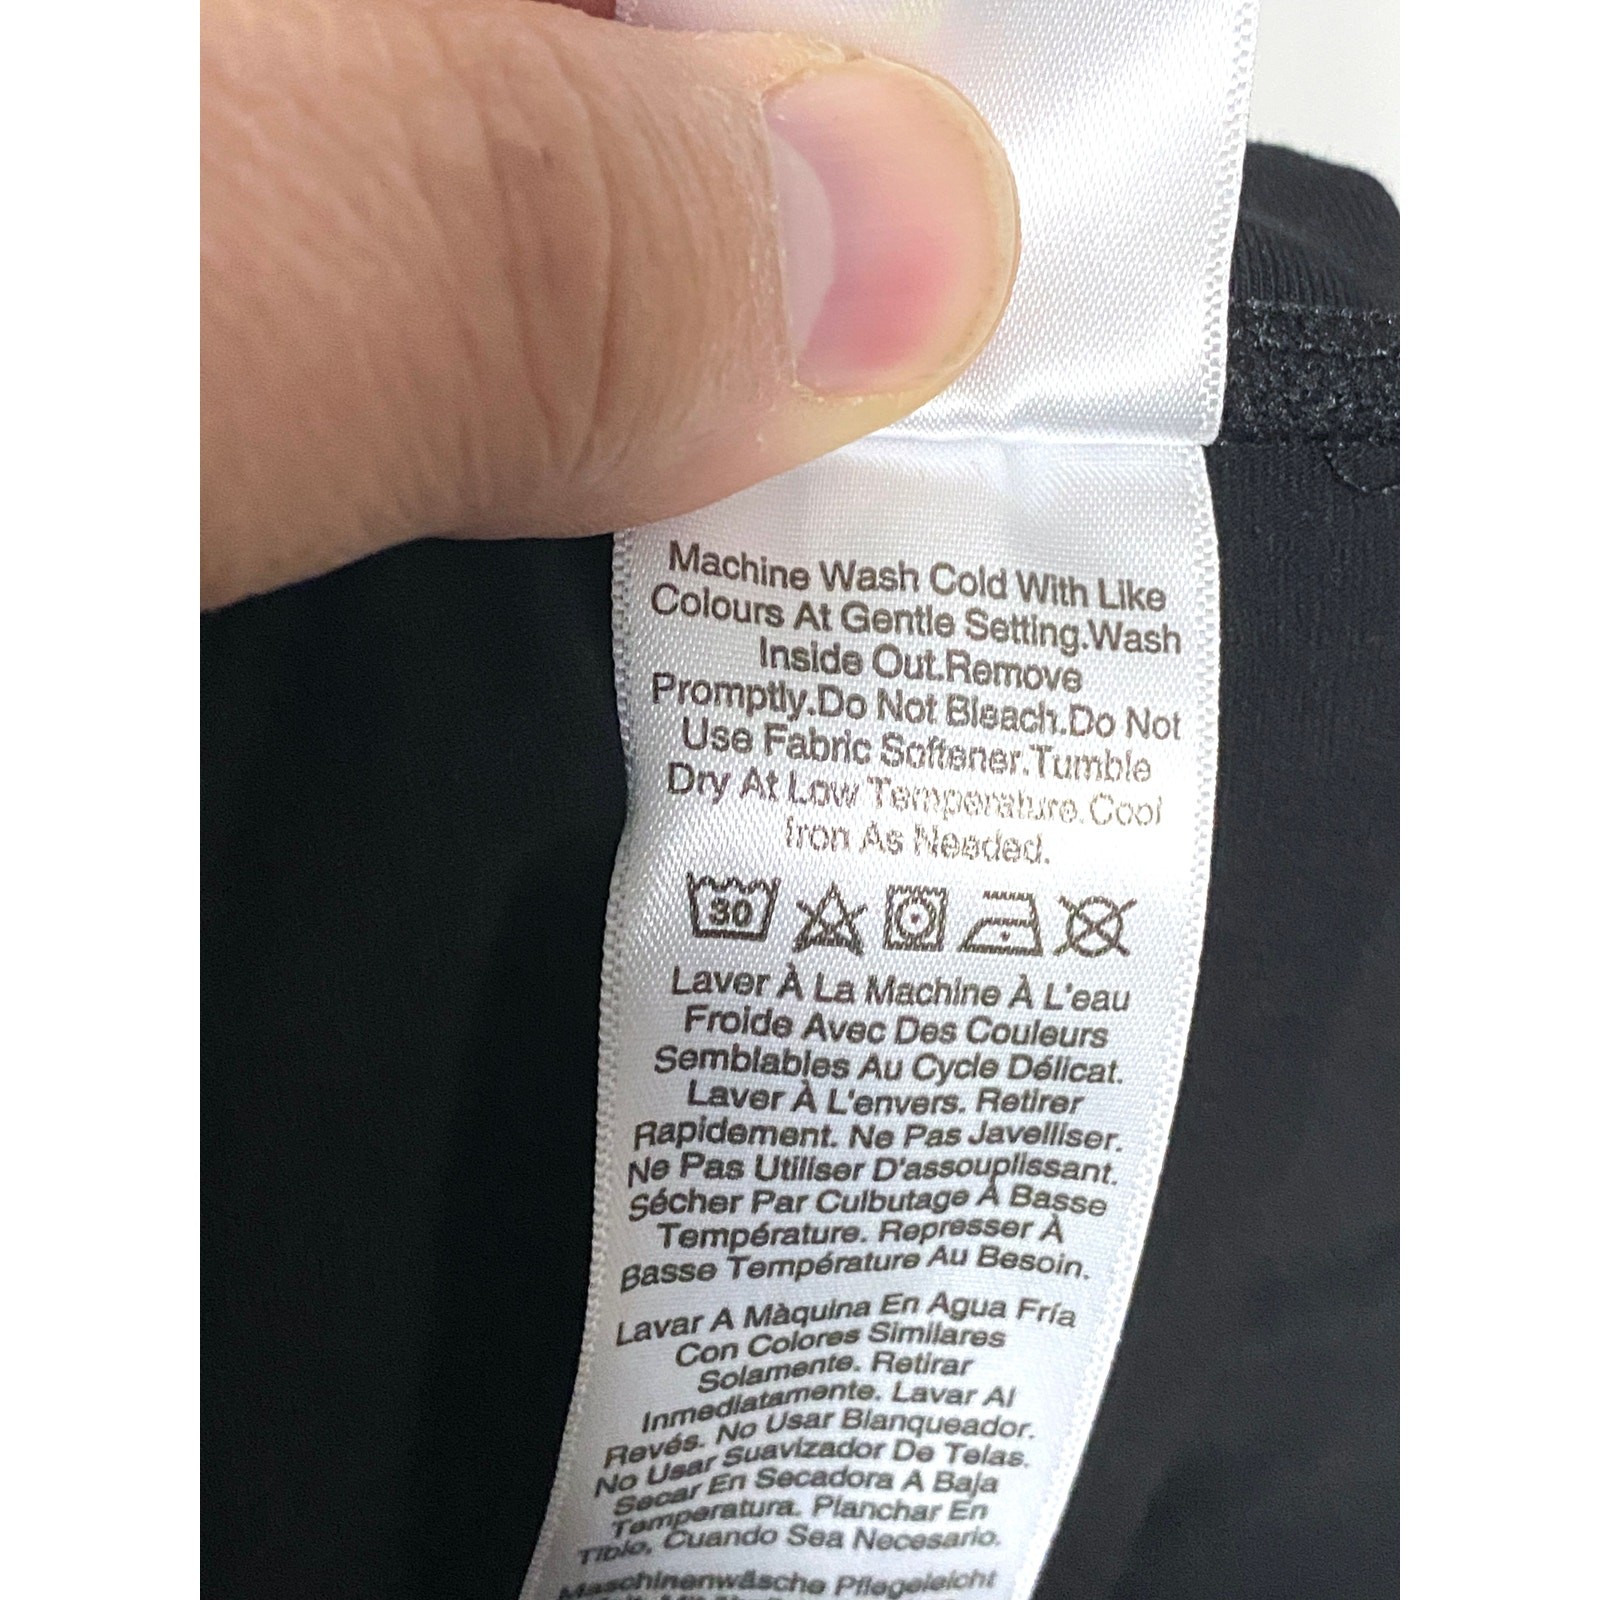 Machine Wash Cold With Like
Colours At Gentle Setting.Wash
Inside Out.Remove
Promptly.Do Not Bleach.Do Not
Use Fabric Softener.Tumble
Dry At Low Temperature.Cool
Iron As Needed.
30
Laver À La Machine À L'eau
Froide Avec Des Couleurs
Semblables Au Cycle Délicat.
Laver À L'envers. Retirer
Rapidement. Ne Pas Javelliser.
Ne Pas Utiliser D'assouplissant.
Sécher Par Culbutage À Basse
Température. Represser À
Basse Température Au Besoin.
Lavar A Màquina En Agua Fría
Con Colores Similares
Solamente. Retirar
Inmediatamente. Lavar Al
Revés. No Usar Blanqueador.
No Usar Suavizador De Telas.
Secar En Secadora A Baja
Temperatura. Planchar En
Tibio, Cuando Sea Necesario.
Maschinenwäsche Pflegeleicht